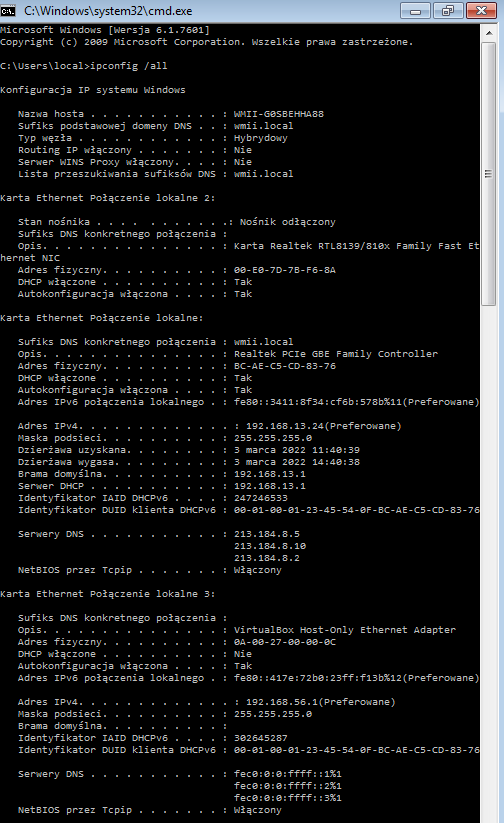 C:\Windows\system32\cmd.exe
Microsoft Windows [Wersja 6.1.7601]
Copyright (c) 2009 Microsoft Corporation. Wszelkie prawa zastrzeżone.
C:\Users\local>ipconfig /all
Konfiguracja IP systemu Windows
Nazwa hosta . . . . . . . . . . . : WMII-G0SBEHHA88
Sufiks podstawowej domeny DNS . . : wmii.local
Typ węzła . . . . . . . . . . . . : Hybrydowy
Routing IP włączony . . . . . . . : Nie
Serwer WINS Proxy włączony. . . . : Nie
Lista przeszukiwania sufiksów DNS : wmii.local
Karta Ethernet Połączenie lokalne 2:
Stan nośnika . . . . . . . . . . .: Nośnik odłączony
Sufiks DNS konkretnego połączenia :
Opis. . . . . . . . . . . . . . . : Karta Realtek RTL8139/810x Family Fast Et
hernet NIC
Adres fizyczny. . . . . . . . . . : 00-E0-7D-7B-F6-8A
DHCP włączone . . . . . . . . . . : Tak
Autokonfiguracja włączona . . . . : Tak
Karta Ethernet Połączenie lokalne:
Sufiks DNS konkretnego połączenia : wmii.local
Opis. . . . . . . . . . . . . . . : Realtek PCIe GBE Family Controller
Adres fizyczny. . . . . . . . . . : BC-AE-C5-CD-83-76
DHCP włączone . . . . . . . . . . : Tak
Autokonfiguracja włączona . . . . : Tak
Adres IPv6 połączenia lokalnego . : fe80::3411:8f34:cf6b:578b%11(Preferowane)
Adres IPv4. . . . . . . . . . . . . : 192.168.13.24(Preferowane)
Maska podsieci. . . . . . . . . . : 255.255.255.0
Dzierżawa uzyskana. . . . . . . . : 3 marca 2022 11:40:39
Dzierżawa wygasa. . . . . . . . . : 3 marca 2022 14:40:38
Brama domyślna. . . . . . . . . . : 192.168.13.1
Serwer DHCP . . . . . . . . . . . : 192.168.13.1
Identyfikator IAID DHCPv6 . . . . : 247246533
Identyfikator DUID klienta DHCPv6 : 00-01-00-01-23-45-54-0F-BC-AE-C5-CD-83-76
Serwery DNS . . . . . . . . . . . : 213.184.8.5
213.184.8.10
213.184.8.2
NetBIOS przez Tcpip . . . . . . . : Włączony
Karta Ethernet Połączenie lokalne 3:
Sufiks DNS konkretnego połączenia :
Opis. . . . . . . . . . . . . . . : VirtualBox Host-Only Ethernet Adapter
Adres fizyczny. . . . . . . . . . : 0A-00-27-00-00-0C
DHCP włączone . . . . . . . . . . : Nie
Autokonfiguracja włączona . . . . : Tak
Adres IPv6 połączenia lokalnego . : fe80::417e:72b0:23ff:f13b%12(Preferowane)
Adres IPv4. . . . . . . . . . . . . : 192.168.56.1(Preferowane)
Maska podsieci. . . . . . . . . . : 255.255.255.0
Brama domyślna. . . . . . . . . . :
Identyfikator IAID DHCPv6 . . . . : 302645287
Identyfikator DUID klienta DHCPv6 : 00-01-00-01-23-45-54-0F-BC-AE-C5-CD-83-76
Serwery DNS . . . . . . . . . . . : fec0:0:0:ffff::1%1
fec0:0:0:ffff::2%1
fec0:0:0:ffff::3%1
NetBIOS przez Tcpip . . . . . . . : Włączony